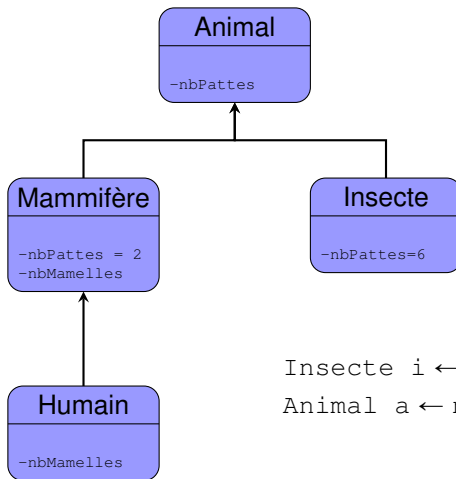 Animal
-nbPattes
Mammifère
-nbPattes = 2
-nbMamelles
Insecte
-nbPattes=6
Insecte i ←
Animal a ←
Humain
-nbMamelles